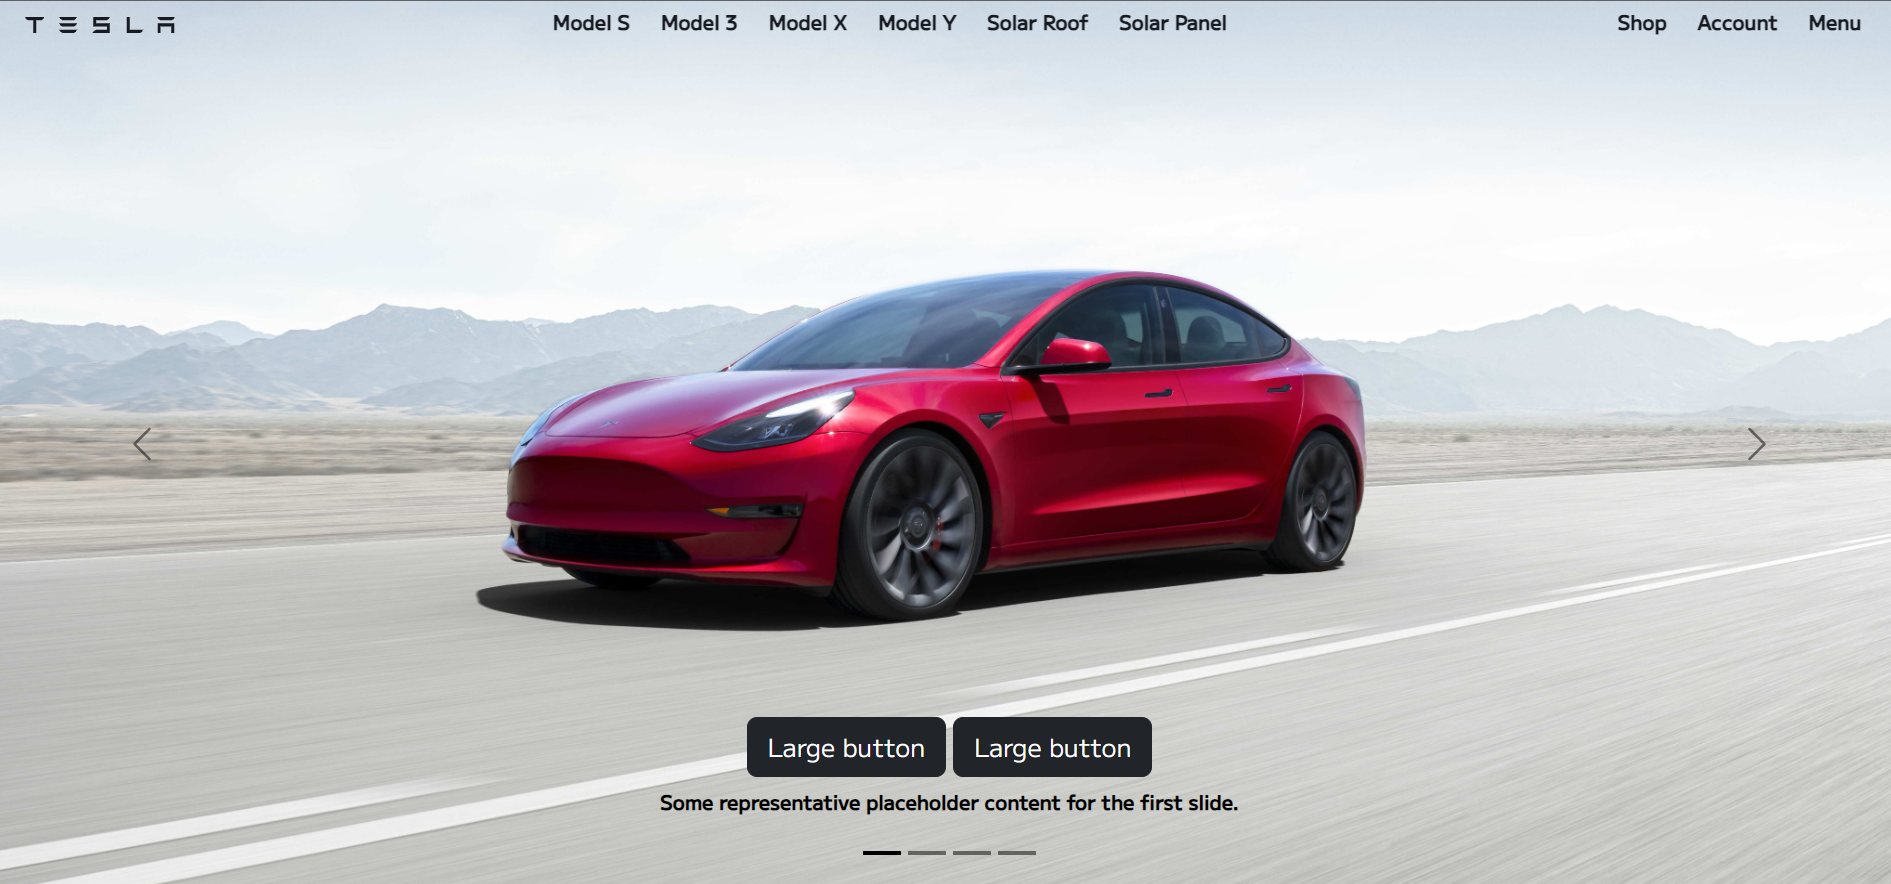 TESLA
Model S Model 3 Model X Model Y Solar Roof Solar Panel
Shop Account Menu
Large button Large button
Some representative placeholder content for the first slide.